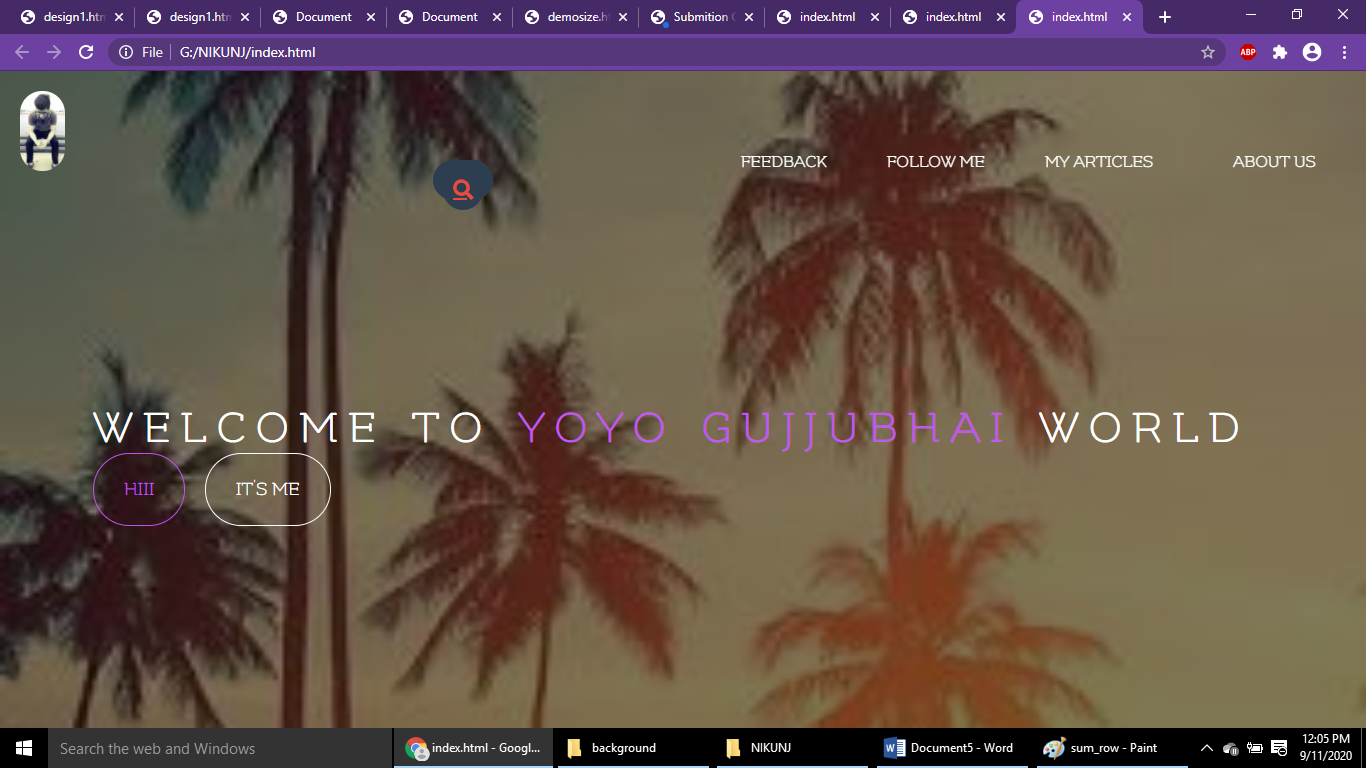 design1.htm
design1.htm
Document
Document
demosize.h
Submition
index.html
index.html
index.html
File
G:/NIKUNJ/index.html
ABP
FEEDBACK
FOLLOW ME
MY ARTICLES
ABOUT US
WELCOME TO YOYO GUJJUBHAI WORLD
HIII
IT'S ME
Search the web and Windows
index.html - Googl...
background
NIKUNJ
Document5 - Word
sum_row - Paint
12:05 PM
9/11/2020